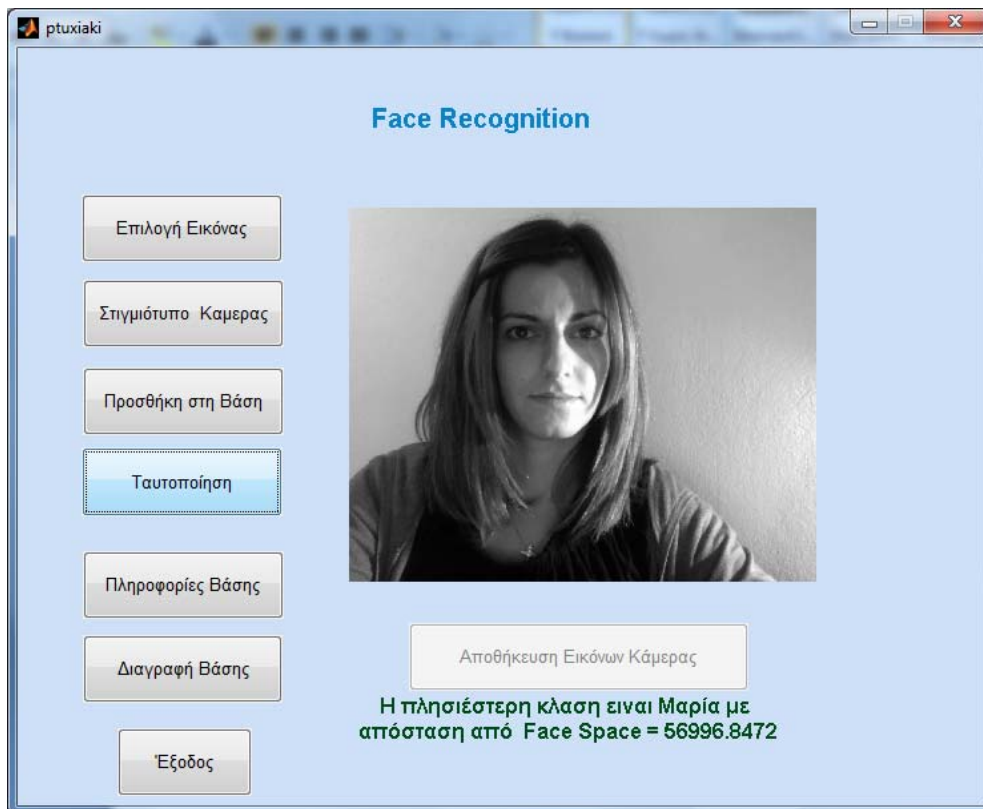 ptuxiaki
Face Recognition
Επιλογή Εικόνας
Στιγμιότυπο Καμερας
Προσθήκη στη Βάση
Ταυτοποίηση
Πληροφορίες Βάσης
Διαγραφή Βάσης
Έξοδος
Αποθήκευση Εικόνων Κάμερας
Η πλησιέστερη κλαση ειναι Μαρία με
απόσταση από Face Space = 56996.8472